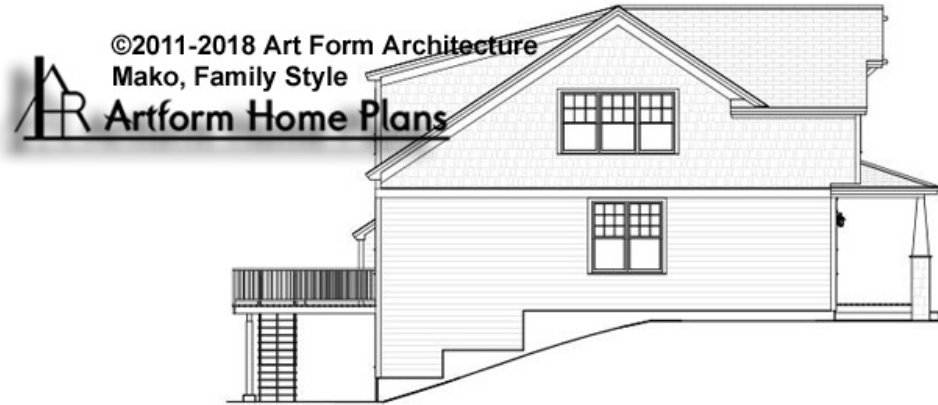 ©2011-2018 Art Form Architecture
Mako, Family Style
Artform Home Plans